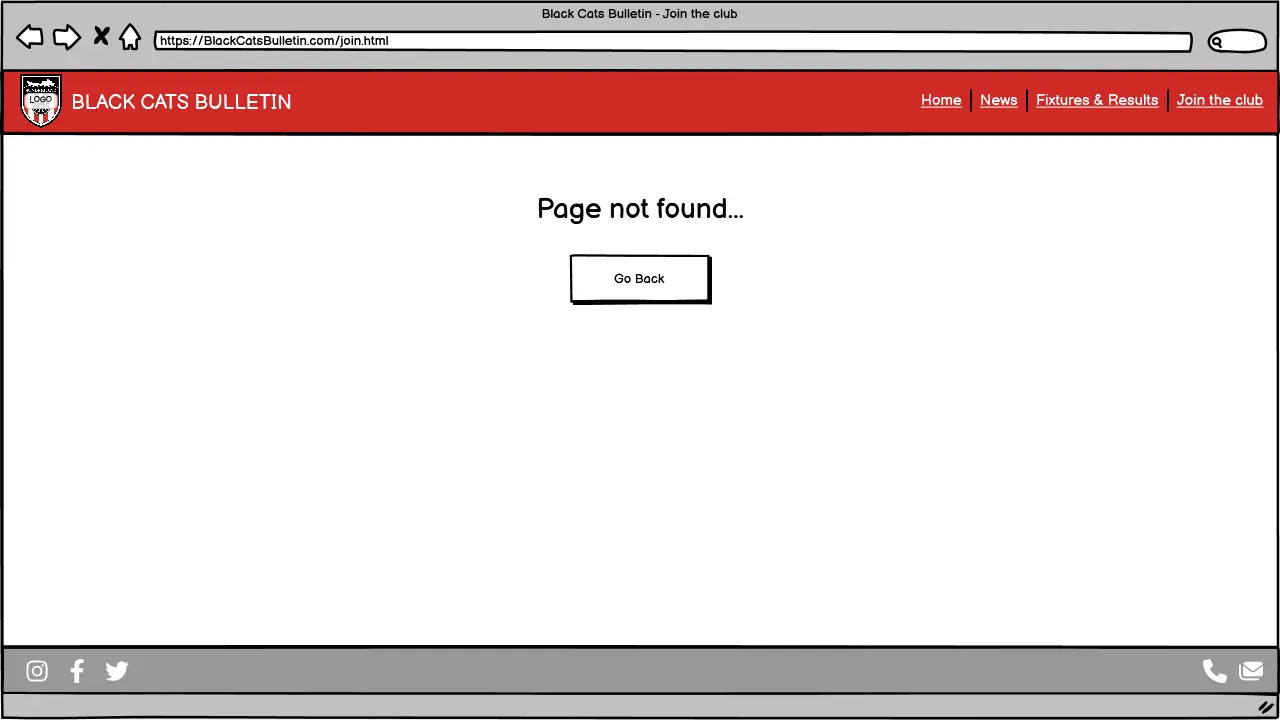 Black Cats Bulletin - Join the club
https://BlackCatsBulletin.com/join.html
LOGO
BLACK CATS BULLETIN
Home
News
Fixtures & Results
Join the club
Page not found...
Go Back